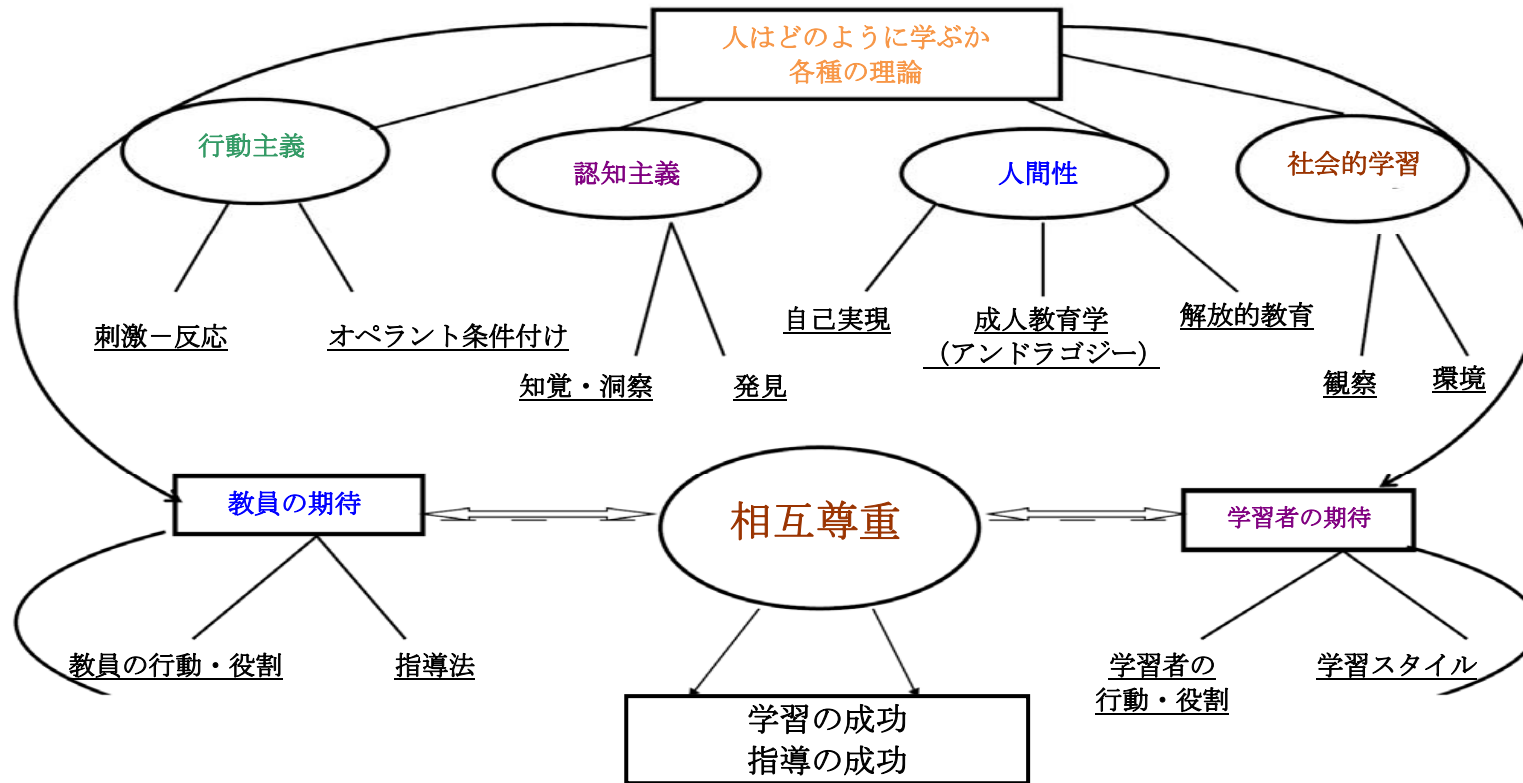 人はどのように学ぶか
各種の理論
行動主義
認知主義
人間性
社会的学習
刺激－反応
オペラント条件付け
知覚・洞察
発見
自己実現
成人教育学
（アンドラゴジー）
解放的教育
観察
環境
教員の期待
相互尊重
学習者の期待
教員の行動・役割
指導法
学習者の
行動・役割
学習スタイル
学習の成功
指導の成功